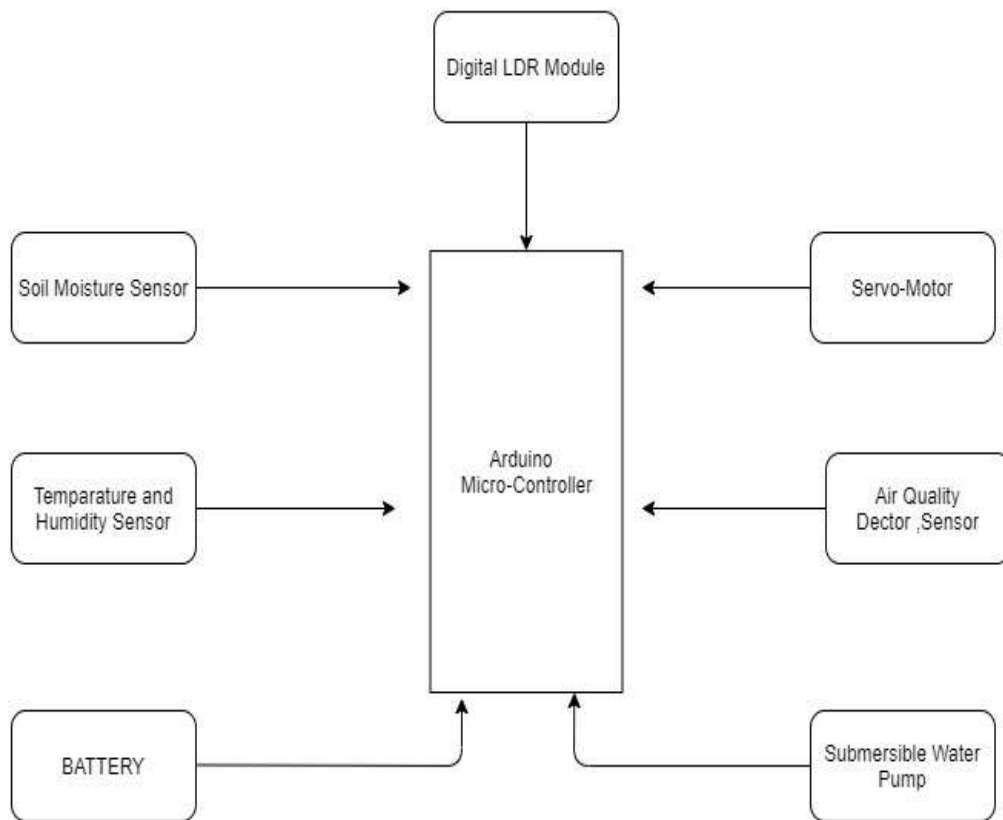 Digital LDR Module
Soil Moisture Sensor
Servo-Motor
Arduino
Micro-Controller
Temparature and
Humidity Sensor
Air Quality
Dector ,Sensor
BATTERY
Submersible Water
Pump